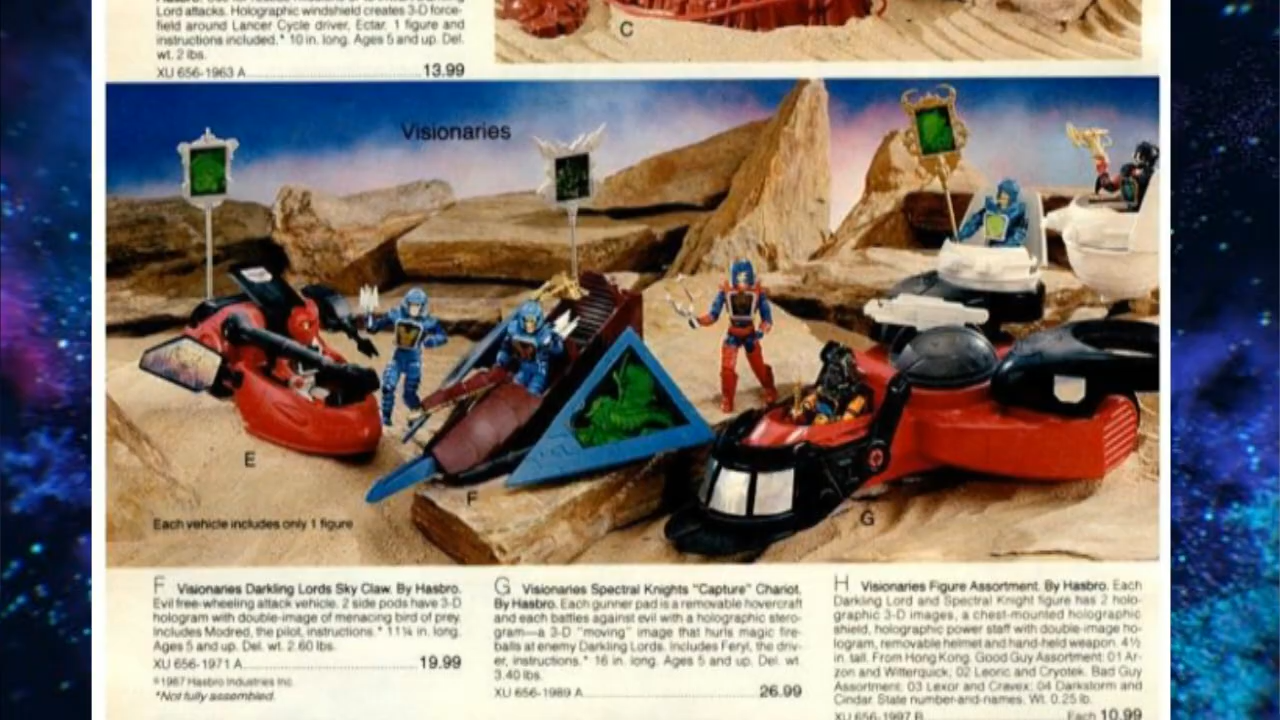 Lord attacks. Holographic windshield creates 3-D force-
field around Lancer Cycle driver, Ectar. 1 figure and
instructions included.* 10 in. long. Ages 5 and up. Del.
wt. 2 lbs.
XU 656-1963 A 13.99
C
Visionaries
E
F
G
Each vehicle includes only 1 figure
F Visionaries Darkling Lords Sky Claw. By Hasbro.
Evil free-wheeling attack vehicle. 2 side pods have 3-D
hologram with double-image of menacing bird of prey.
Includes Modred, the pilot, instructions.* 11¼ in. long.
Ages 5 and up. Del. wt. 2.60 lbs.
XU 656-1971 A 19.99
©1987 Hasbro Industries Inc.
*Not fully assembled.
G Visionaries Spectral Knights "Capture" Chariot.
By Hasbro. Each gunner pad is a removable hovercraft
and each battles against evil with a holographic stero-
gram—a 3-D "moving" image that hurls magic fire-
balls at enemy Darkling Lords. Includes Feryl, the driv-
er, instructions.* 16 in. long. Ages 5 and up. Del. wt.
3.40 lbs.
XU 656-1989 A 26.99
H Visionaries Figure Assortment. By Hasbro. Each
Darkling Lord and Spectral Knight figure has 2 holo-
graphic 3-D images, a chest-mounted holographic
shield, holographic power staff with double-image ho-
logram, removable helmet and hand-held weapon. 4½
in. tall. From Hong Kong. Good Guy Assortment: 01 Ar-
zon and Witterquick; 02 Leoric and Cryotek. Bad Guy
Assortment: 03 Lexor and Cravex; 04 Darkstorm and
Cindar. State number-and-names. Wt. 0.25 lb.
XU 656-1997 B Each 10.99